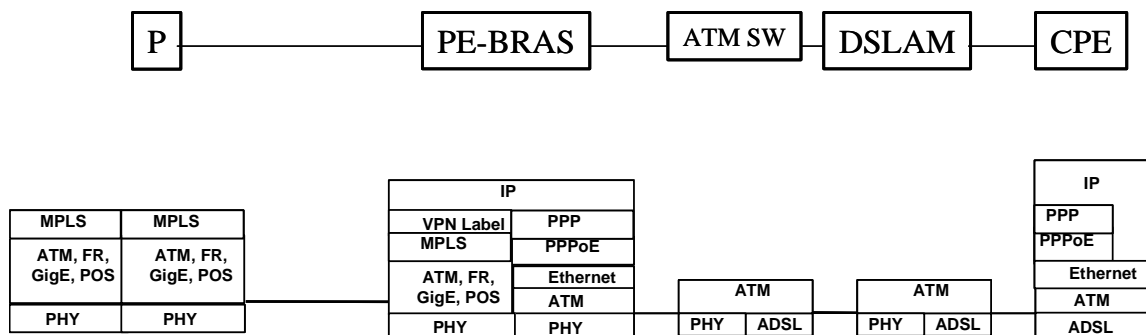 P
PE-BRAS
ATM SW
DSLAM
CPE
MPLS
MPLS
ATM, FR,
GigE, POS
ATM, FR,
GigE, POS
PHY
PHY
IP
VPN Label
PPP
MPLS
PPPoE
ATM, FR,
GigE, POS
Ethernet
ATM
PHY
PHY
ATM
PHY
ADSL
ATM
PHY
ADSL
IP
PPP
PPPoE
Ethernet
ATM
ADSL